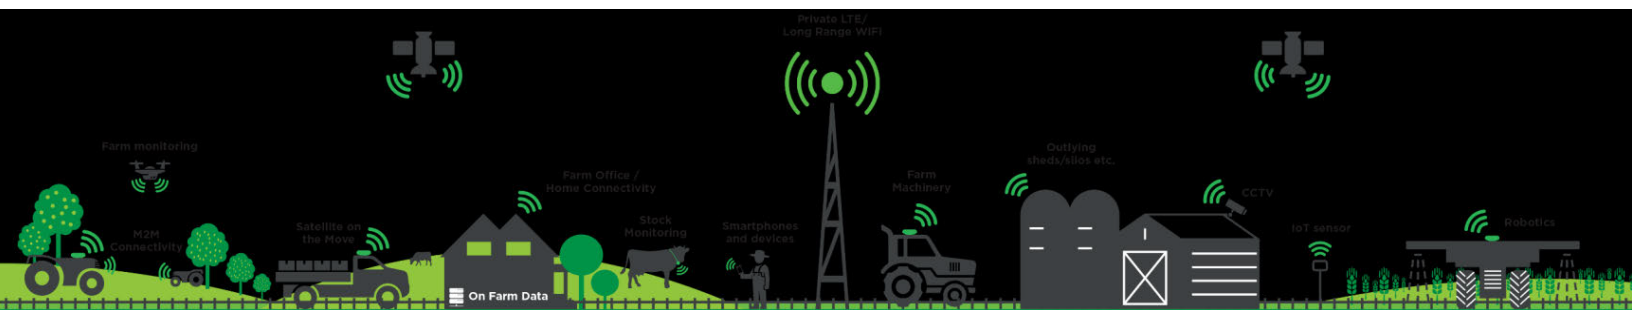 Private LTE/
Long Range WIFI
Farm monitoring
Outlying
sheds/silos etc.
Farm Office /
Home Connectivity
Farm
Machinery
CCTV
M2M
Connectivity
Satellite on
the Move
Stock
Monitoring
Smartphones
and devices
IoT sensor
Robotics
On Farm Data